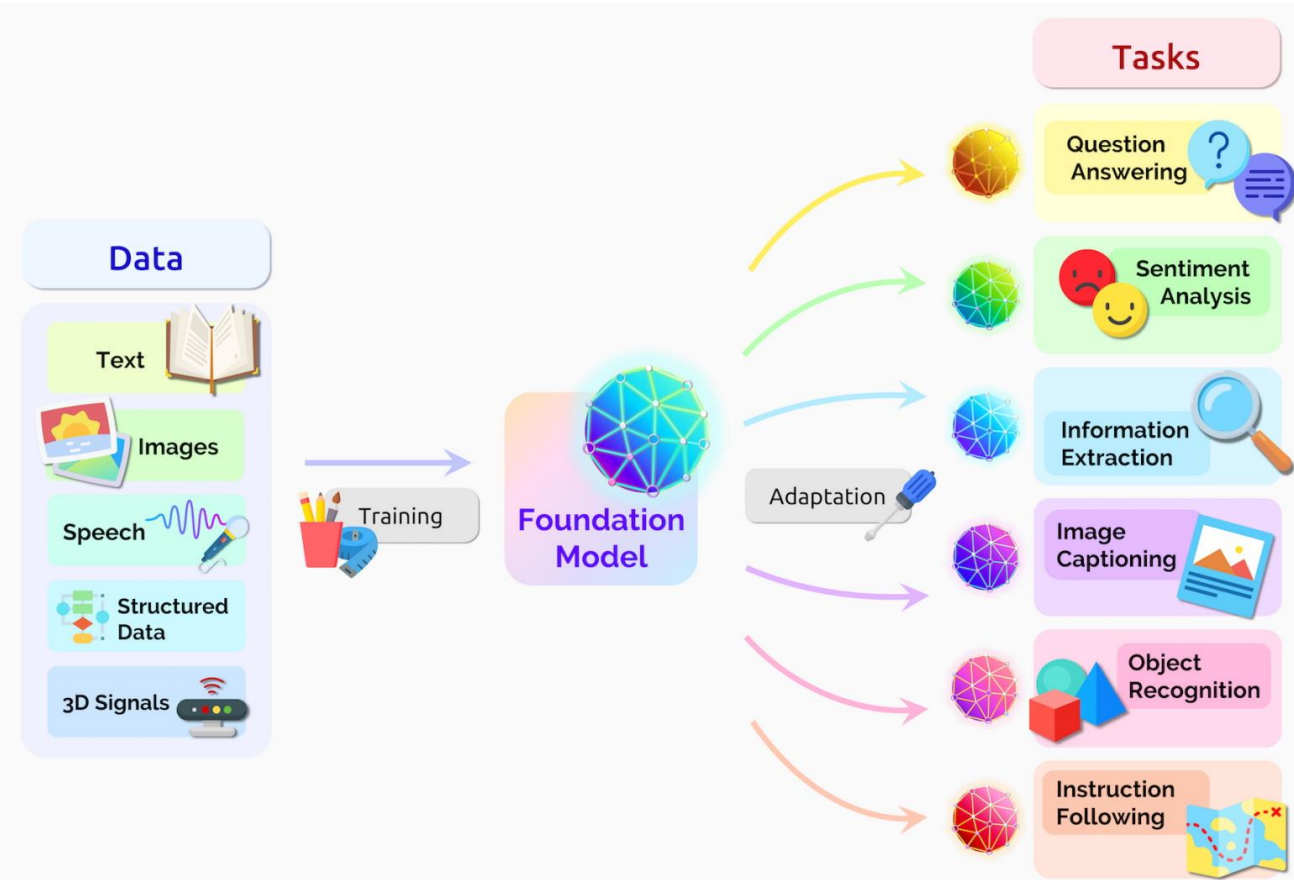 Data
Text
Images
Speech
Structured
Data
3D Signals
Training
Foundation
Model
Adaptation
Tasks
Question
Answering
Sentiment
Analysis
Information
Extraction
Image
Captioning
Object
Recognition
Instruction
Following